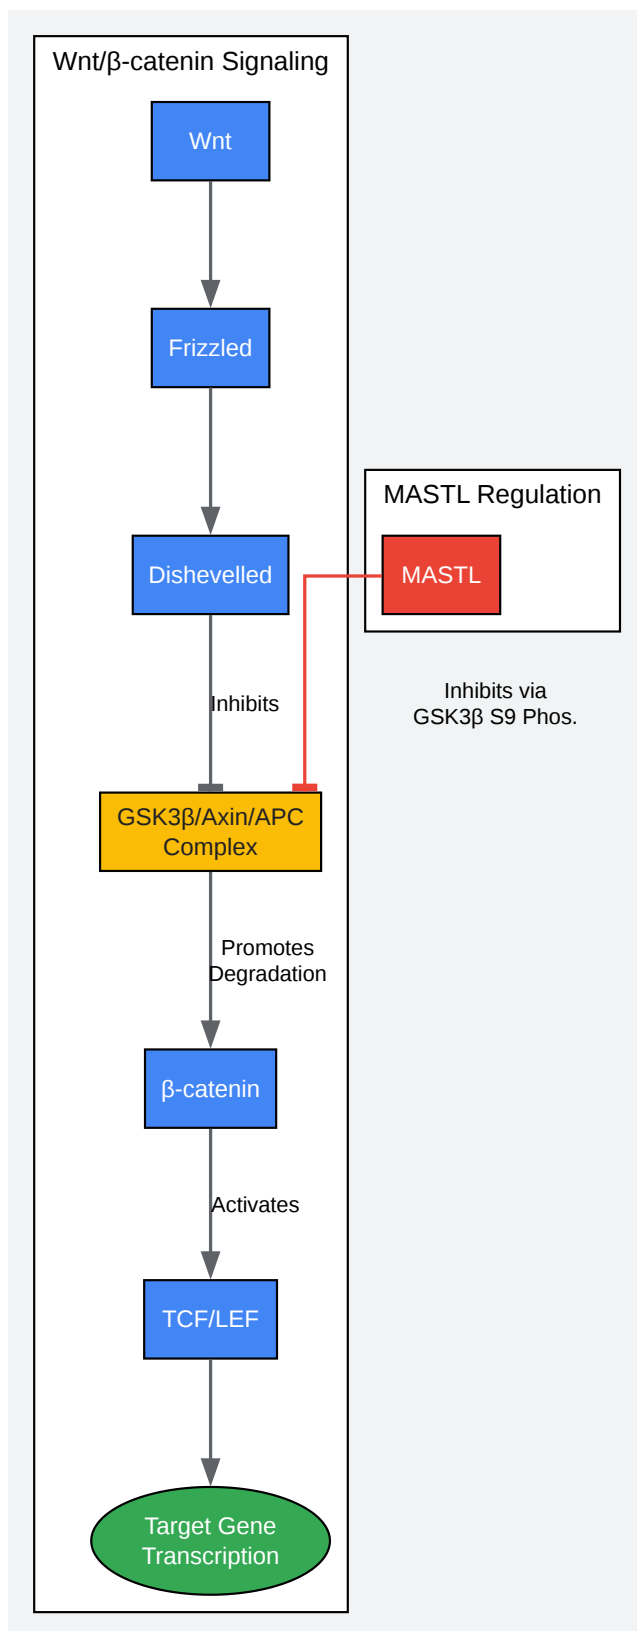 Wnt/β-catenin Signaling
Wnt
Frizzled
MASTL Regulation
Dishevelled
MASTL
Inhibits
Inhibits via
GSK3β S9 Phos.
GSK3β/Axin/APC
Complex
Promotes
Degradation
β-catenin
Activates
TCF/LEF
Target Gene
Transcription